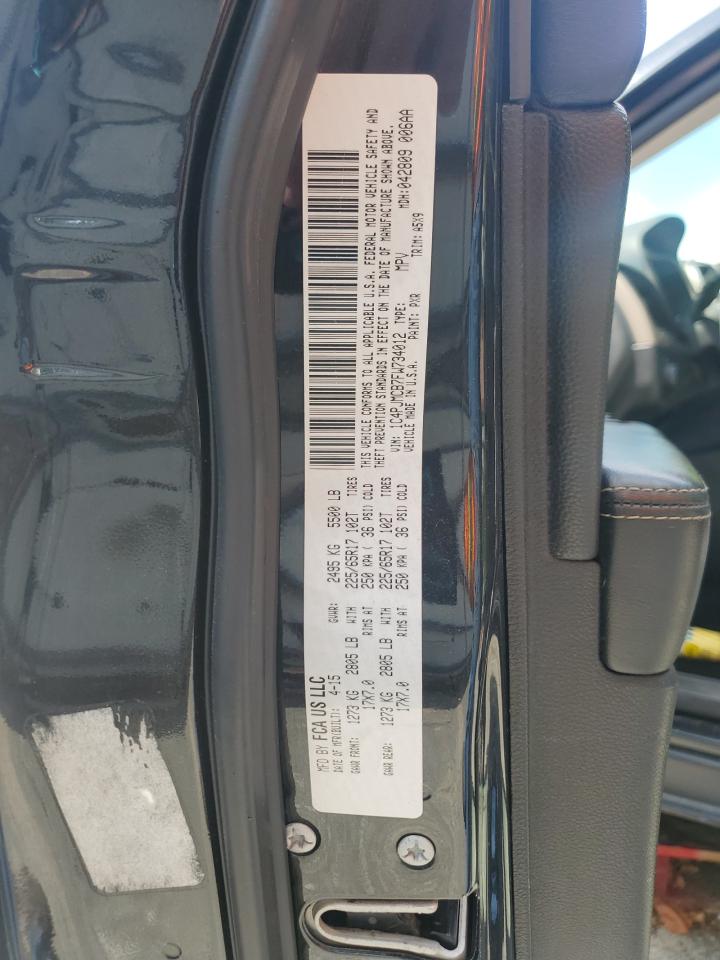 MFD BY FCA US LLC
DATE OF MFR(BUILT): 4-15 GVWR: 2495 KG 5500 LB
GAWR FRONT: 1273 KG 2805 LB WITH 225/65R17 102T TIRES
17X7.0 RIMS AT 250 KPA ( 36 PSI) COLD
GAWR REAR: 1273 KG 2805 LB WITH 225/65R17 102T TIRES
17X7.0 RIMS AT 250 KPA ( 36 PSI) COLD
THIS VEHICLE CONFORMS TO ALL APPLICABLE U.S.A. FEDERAL MOTOR VEHICLE SAFETY AND
THEFT PREVENTION STANDARDS IN EFFECT ON THE DATE OF MANUFACTURE SHOWN ABOVE.
VIN: 1C4PJMCB7FW734012 TYPE: MPV MDH:042809 006AA
VEHICLE MADE IN U.S.A. PAINT: PXR TRIM: A5X9